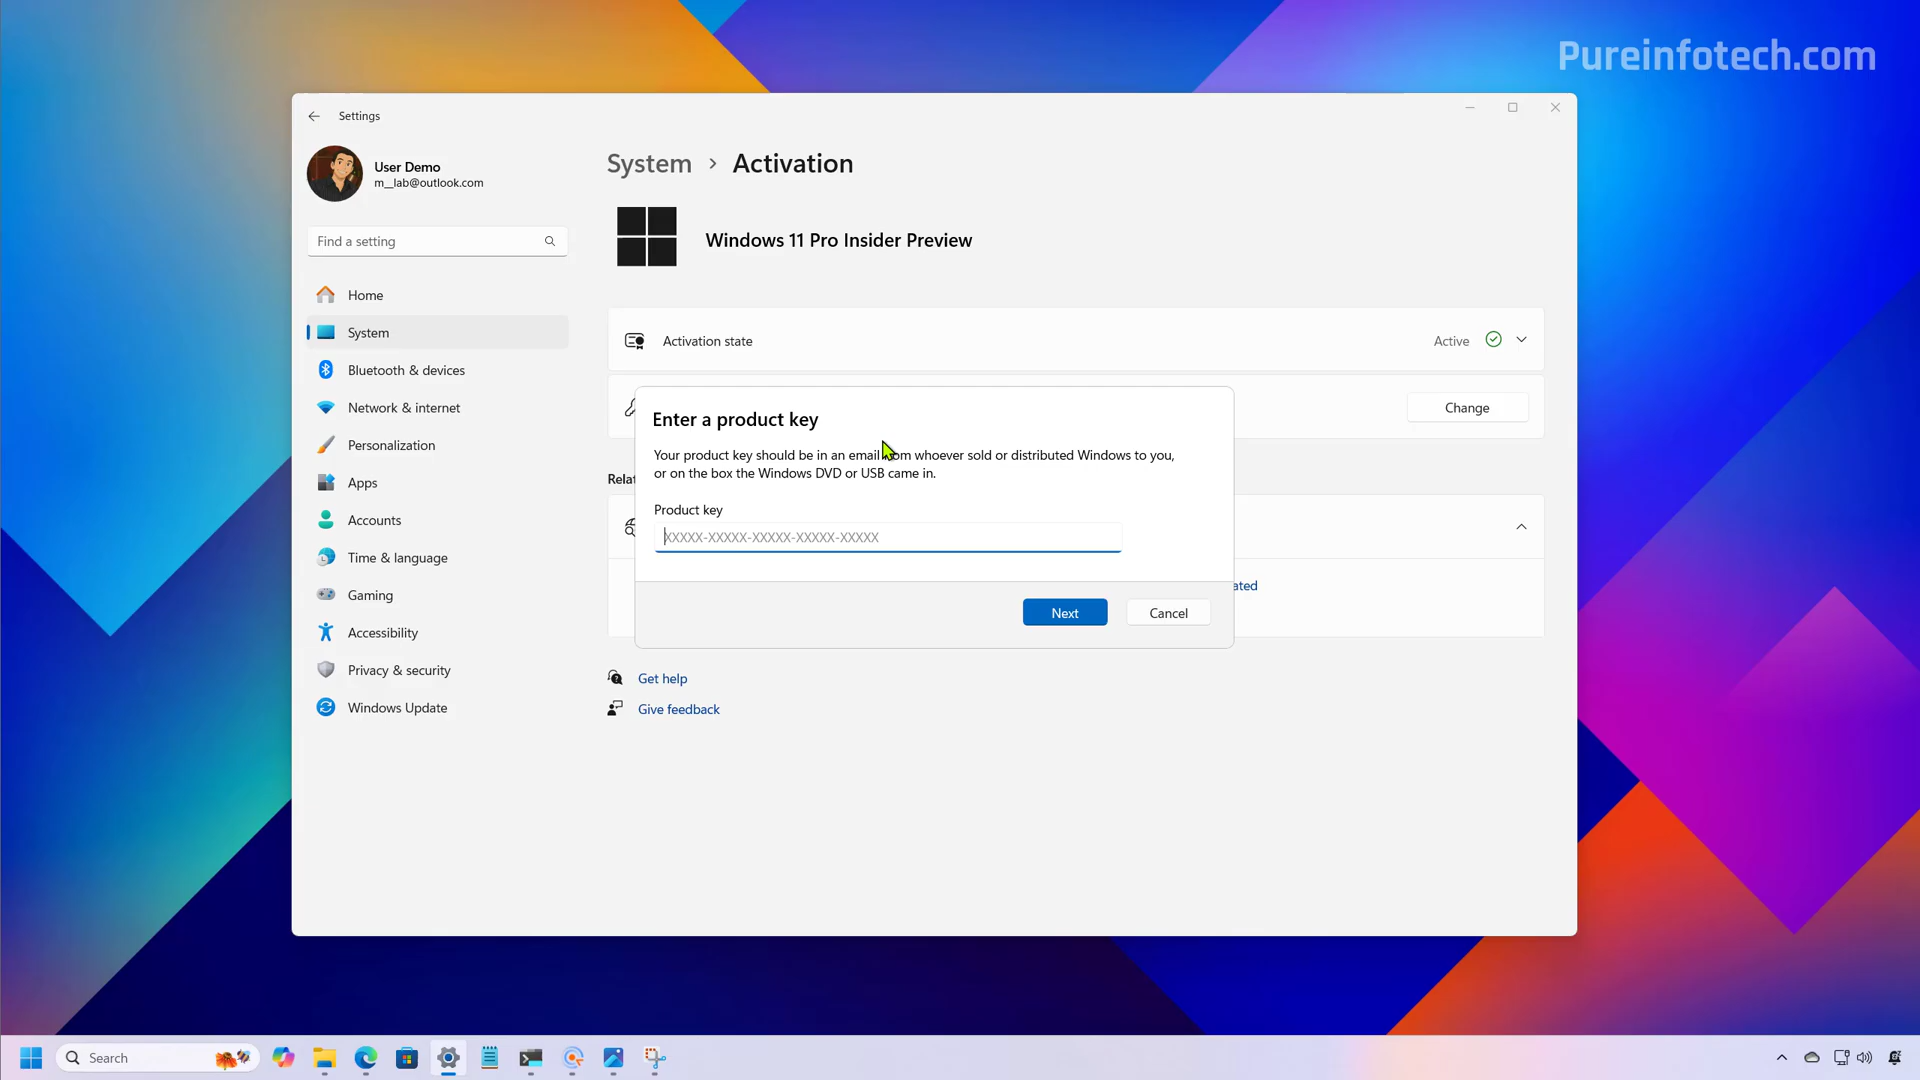 Pureinfotech.com
Settings
User Demo
m__lab@outlook.com
Find a setting
Home
System
Bluetooth & devices
Network & internet
Personalization
Apps
Accounts
Time & language
Gaming
Accessibility
Privacy & security
Windows Update
System > Activation
Windows 11 Pro Insider Preview
Activation state
Active
Change
Enter a product key
Your product key should be in an email from whoever sold or distributed Windows to you,
or on the box the Windows DVD or USB came in.
Product key
XXXXX-XXXXX-XXXXX-XXXXX-XXXXX
Next
Cancel
Get help
Give feedback
Search